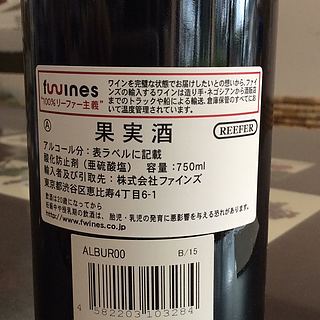 fwines
"100%リーファー主義"
ワインを完璧な状態でお届けしたいとの想いから、ファイ
ンズの輸入するワインは造り手・ネゴシアンから酒販店
までのトラックや船による輸送、倉庫保管のすべてにお
いて温度管理されています。
Ⓐ 果実酒 REEFER
アルコール分：表ラベルに記載
酸化防止剤（亜硫酸塩） 容量：750ml
輸入者及び引取先：株式会社ファインズ
東京都渋谷区恵比寿4丁目6-1
飲酒は20歳になってから
妊娠中や授乳期の飲酒は、胎児・乳児の発育に悪影響を与える恐れがあります。
http://www.fwines.co.jp
ALBUR00 B/15
4 582203 103284